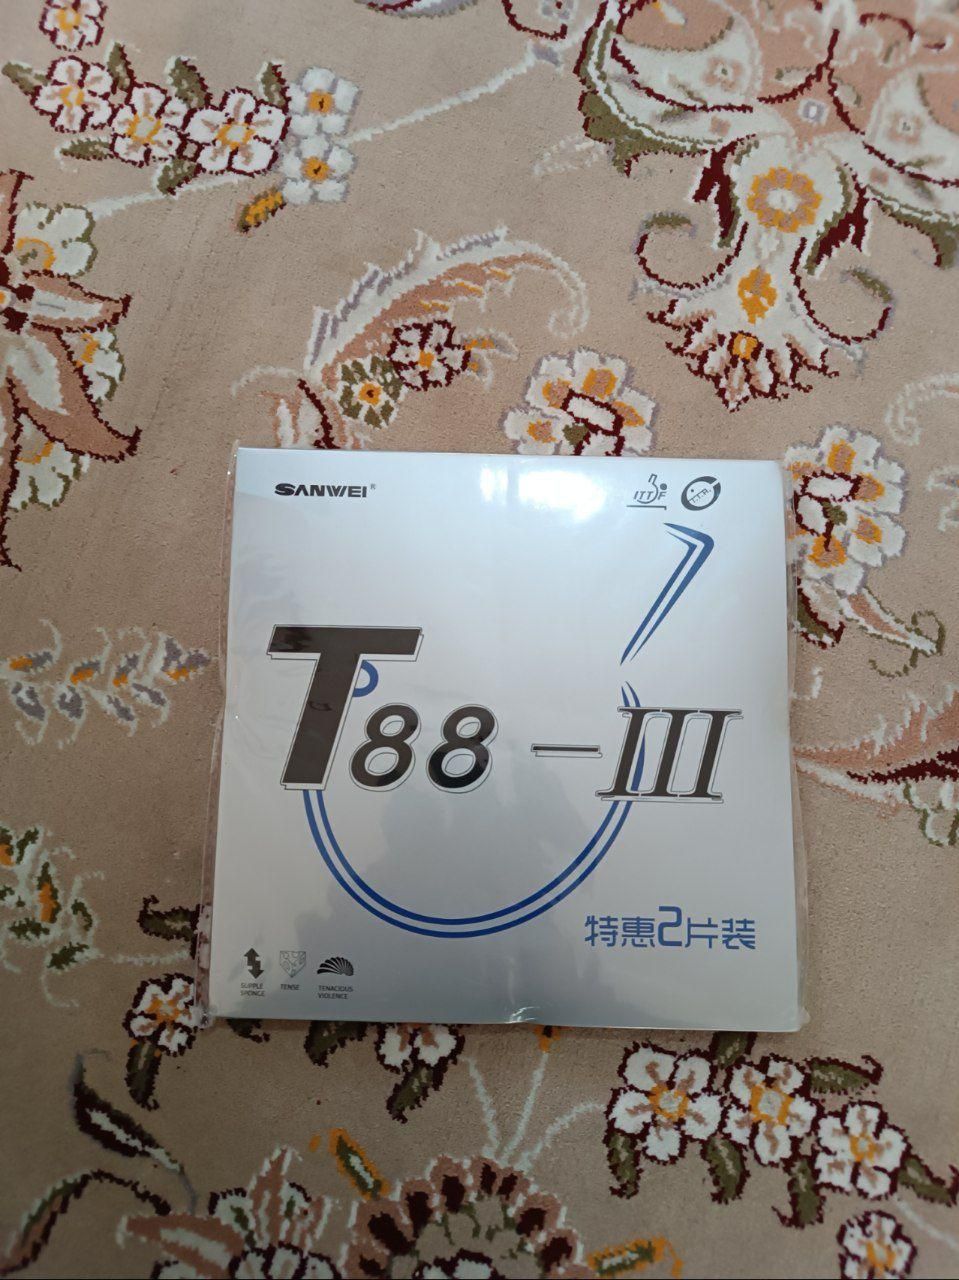 SANWEI®
ITTF
T88-III
特惠2片装
SUPPLE
SPONGE
TENSE
TENACIOUS
VIOLENCE